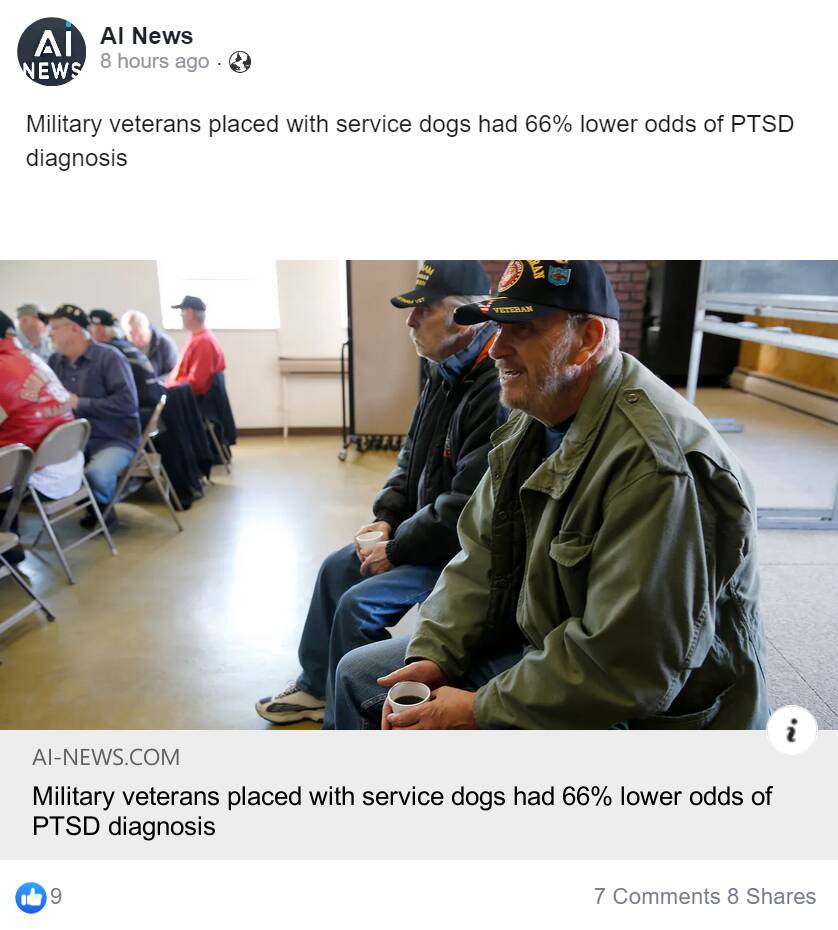 AI NEWS
AI News
8 hours ago ·
Military veterans placed with service dogs had 66% lower odds of PTSD
diagnosis
VETERAN
AI-NEWS.COM
Military veterans placed with service dogs had 66% lower odds of
PTSD diagnosis
9
7 Comments 8 Shares